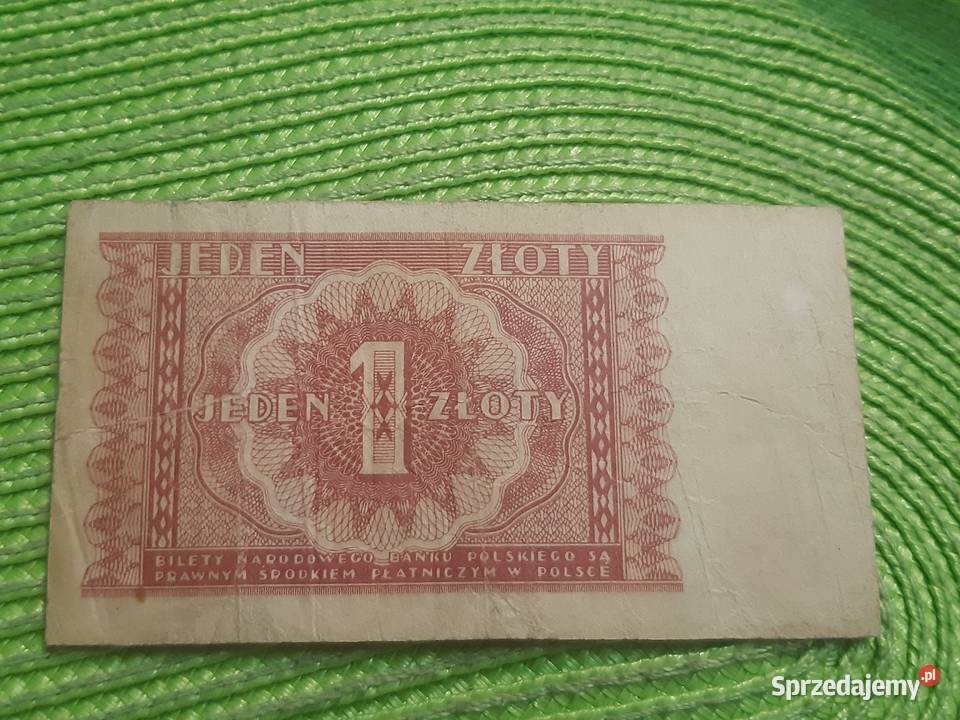 JEDEN ZŁOTY
1
JEDEN ZŁOTY
BILETY NARODOWEGO BANKU POLSKIEGO SĄ
PRAWNYM ŚRODKIEM PŁATNICZYM W POLSCE
Sprzedajemy.pl